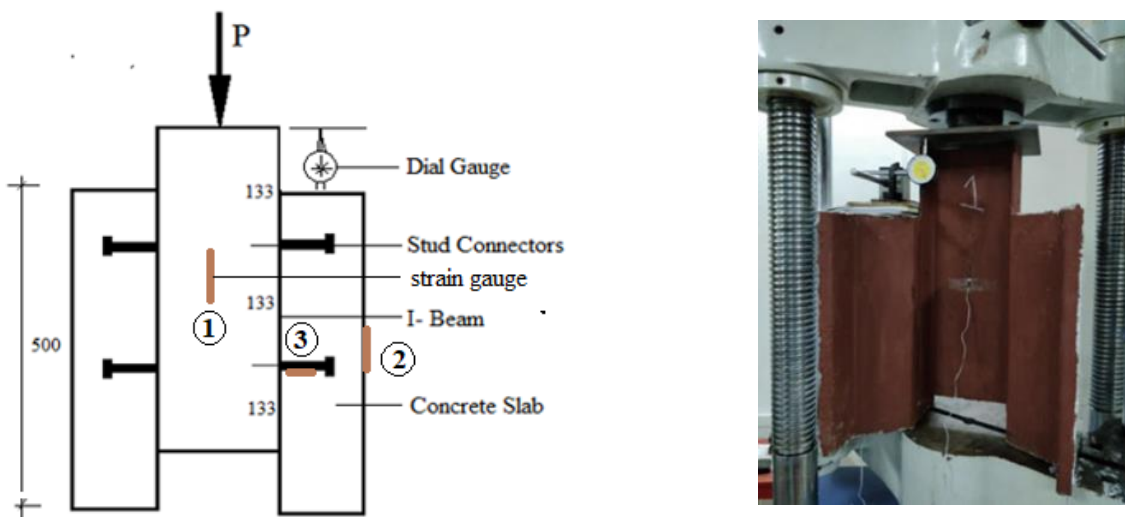 P
Dial Gauge
133
Stud Connectors
strain gauge
133
I- Beam
1
3
2
500
133
Concrete Slab
1